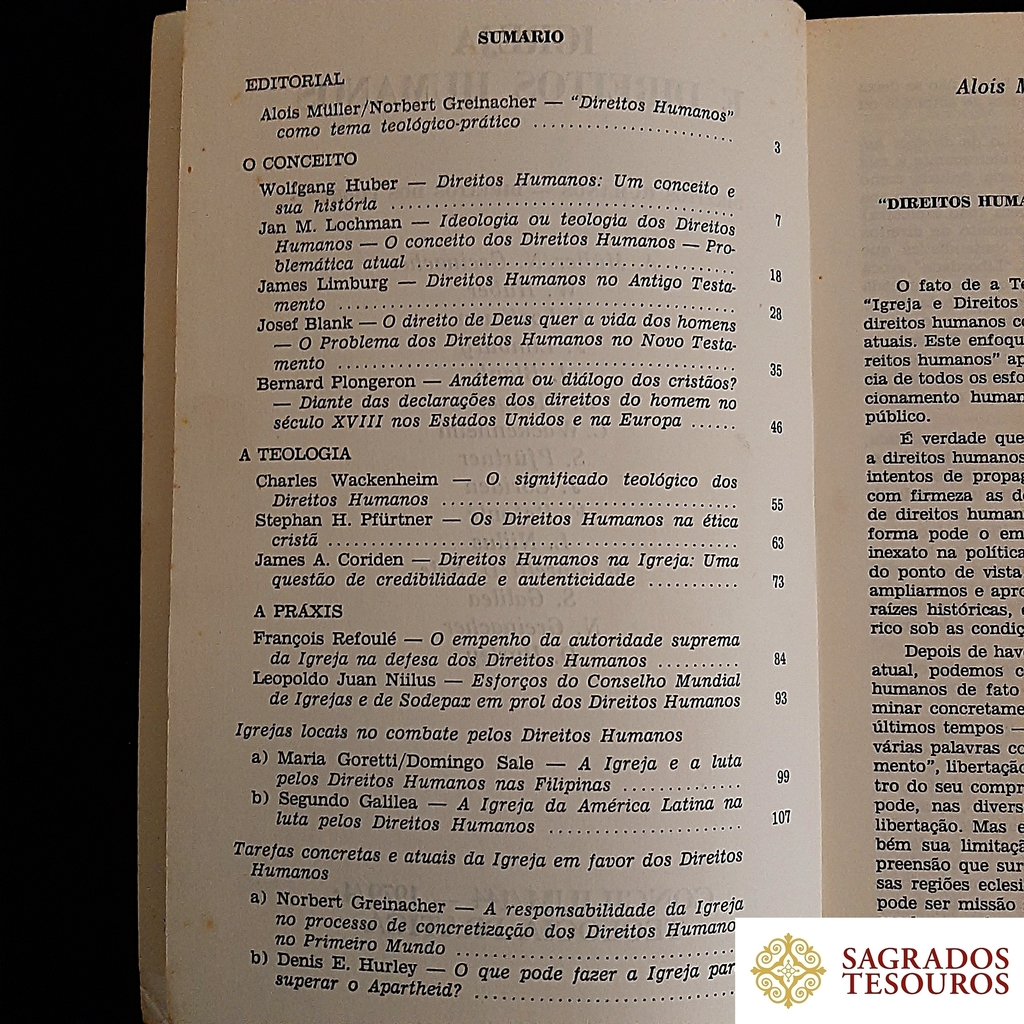 SUMÁRIO
EDITORIAL
Alois Müller/Norbert Greinacher — "Direitos Humanos"
como tema teológico-prático .......................... 3
O CONCEITO
Wolfgang Huber — Direitos Humanos: Um conceito e
sua história ........................................ 7
Jan M. Lochman — Ideologia ou teologia dos Direitos
Humanos — O conceito dos Direitos Humanos — Pro-
blemática atual ..................................... 18
James Limburg — Direitos Humanos no Antigo Testa-
mento ............................................. 28
Josef Blank — O direito de Deus quer a vida dos homens
— O Problema dos Direitos Humanos no Novo Testa-
mento ............................................. 35
Bernard Plongeron — Anátema ou diálogo dos cristãos?
— Diante das declarações dos direitos do homem no
século XVIII nos Estados Unidos e na Europa ...... 46
A TEOLOGIA
Charles Wackenheim — O significado teológico dos
Direitos Humanos .................................. 55
Stephan H. Pfürtner — Os Direitos Humanos na ética
cristã .............................................. 63
James A. Coriden — Direitos Humanos na Igreja: Uma
questão de credibilidade e autenticidade ........... 73
A PRÁXIS
François Refoulé — O empenho da autoridade suprema
da Igreja na defesa dos Direitos Humanos .......... 84
Leopoldo Juan Niilus — Esforços do Conselho Mundial
de Igrejas e de Sodepax em prol dos Direitos Humanos 93
Igrejas locais no combate pelos Direitos Humanos
a) Maria Goretti/Domingo Sale — A Igreja e a luta
pelos Direitos Humanos nas Filipinas .............. 99
b) Segundo Galilea — A Igreja da América Latina na
luta pelos Direitos Humanos ...................... 107
Tarefas concretas e atuais da Igreja em favor dos Direitos
Humanos
a) Norbert Greinacher — A responsabilidade da Igreja
no processo de concretização dos Direitos Humano
no Primeiro Mundo ................................
b) Denis E. Hurley — O que pode fazer a Igreja par
superar o Apartheid? ..............................
Alois M
"DIREITOS HUMA
O fato de a Te
"Igreja e Direitos
direitos humanos co
atuais. Este enfoqu
reitos humanos" ap
cia de todos os esfo
cionamento human
público.
É verdade que
a direitos humanos
intentos de propag
com firmeza as de
de direitos human
forma pode o em
inexato na política
do ponto de vista
ampliarmos e apro
raízes históricas, e
rico sob as condiç
Depois de hav
atual, podemos c
humanos de fato
minar concretame
últimos tempos —
várias palavras co
mento", libertação
tro do seu compr
pode, nas divers
libertação. Mas e
bém sua limitaçã
preensão que sur
sas regiões eclesi
pode ser missão
SAGRADOS
TESOUROS